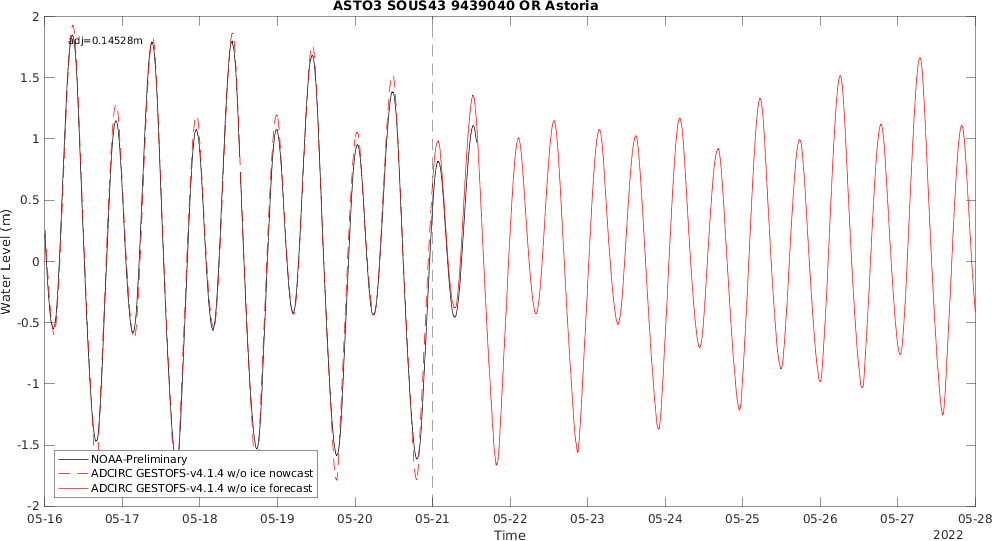 ASTO3 SOUS43 9439040 OR Astoria
adj=0.14528m
2
1.5
1
0.5
0
-0.5
-1
-1.5
-2
Water Level (m)
NOAA-Preliminary
ADCIRC GESTOFS-v4.1.4 w/o ice nowcast
ADCIRC GESTOFS-v4.1.4 w/o ice forecast
05-16 05-17 05-18 05-19 05-20 05-21 05-22 05-23 05-24 05-25 05-26 05-27 05-28
Time
2022